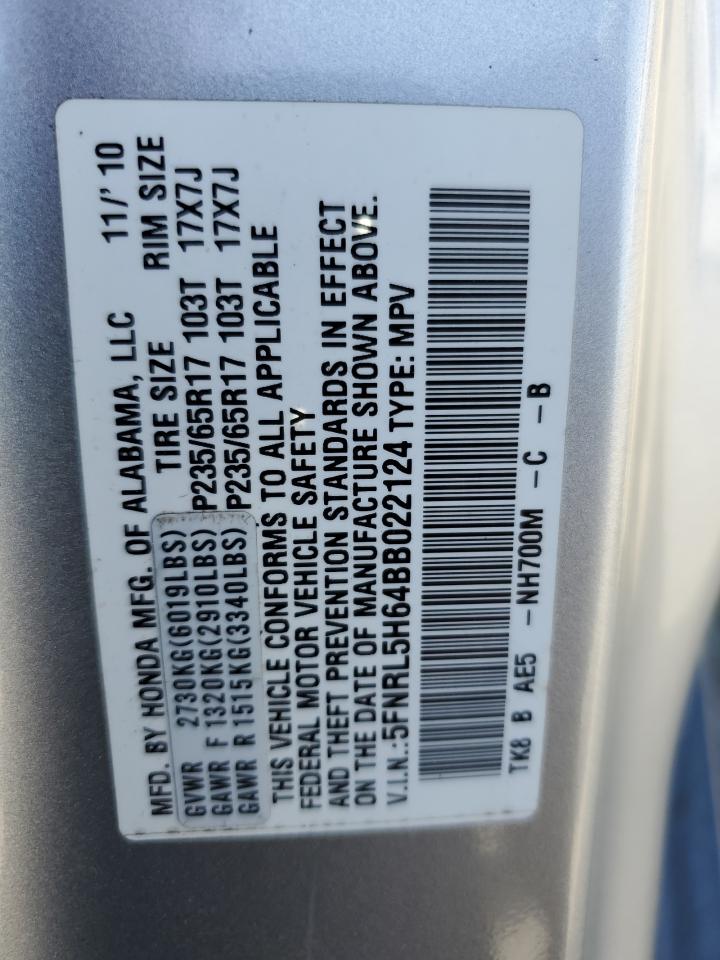 MFD. BY HONDA MFG. OF ALABAMA, LLC 11/' 10
TIRE SIZE RIM SIZE
GVWR 2730KG(6019LBS)
GAWR F 1320KG(2910LBS) P235/65R17 103T 17X7J
GAWR R 1515KG(3340LBS) P235/65R17 103T 17X7J
THIS VEHICLE CONFORMS TO ALL APPLICABLE
FEDERAL MOTOR VEHICLE SAFETY
AND THEFT PREVENTION STANDARDS IN EFFECT
ON THE DATE OF MANUFACTURE SHOWN ABOVE.
V.I.N.:5FNRL5H64BB022124 TYPE: MPV
TK8 B AE5 -NH700M -C -B